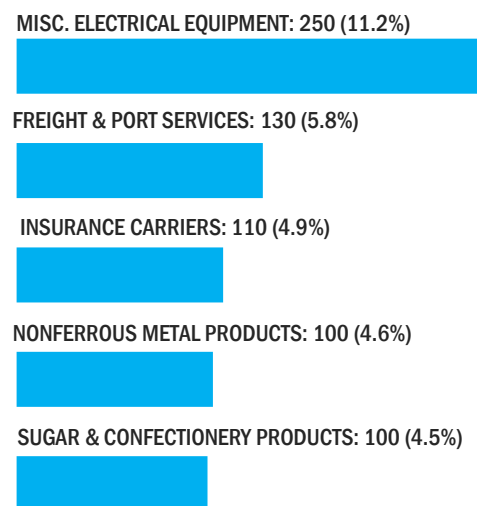 MISC. ELECTRICAL EQUIPMENT: 250 (11.2%)
FREIGHT & PORT SERVICES: 130 (5.8%)
INSURANCE CARRIERS: 110 (4.9%)
NONFERROUS METAL PRODUCTS: 100 (4.6%)
SUGAR & CONFECTIONERY PRODUCTS: 100 (4.5%)